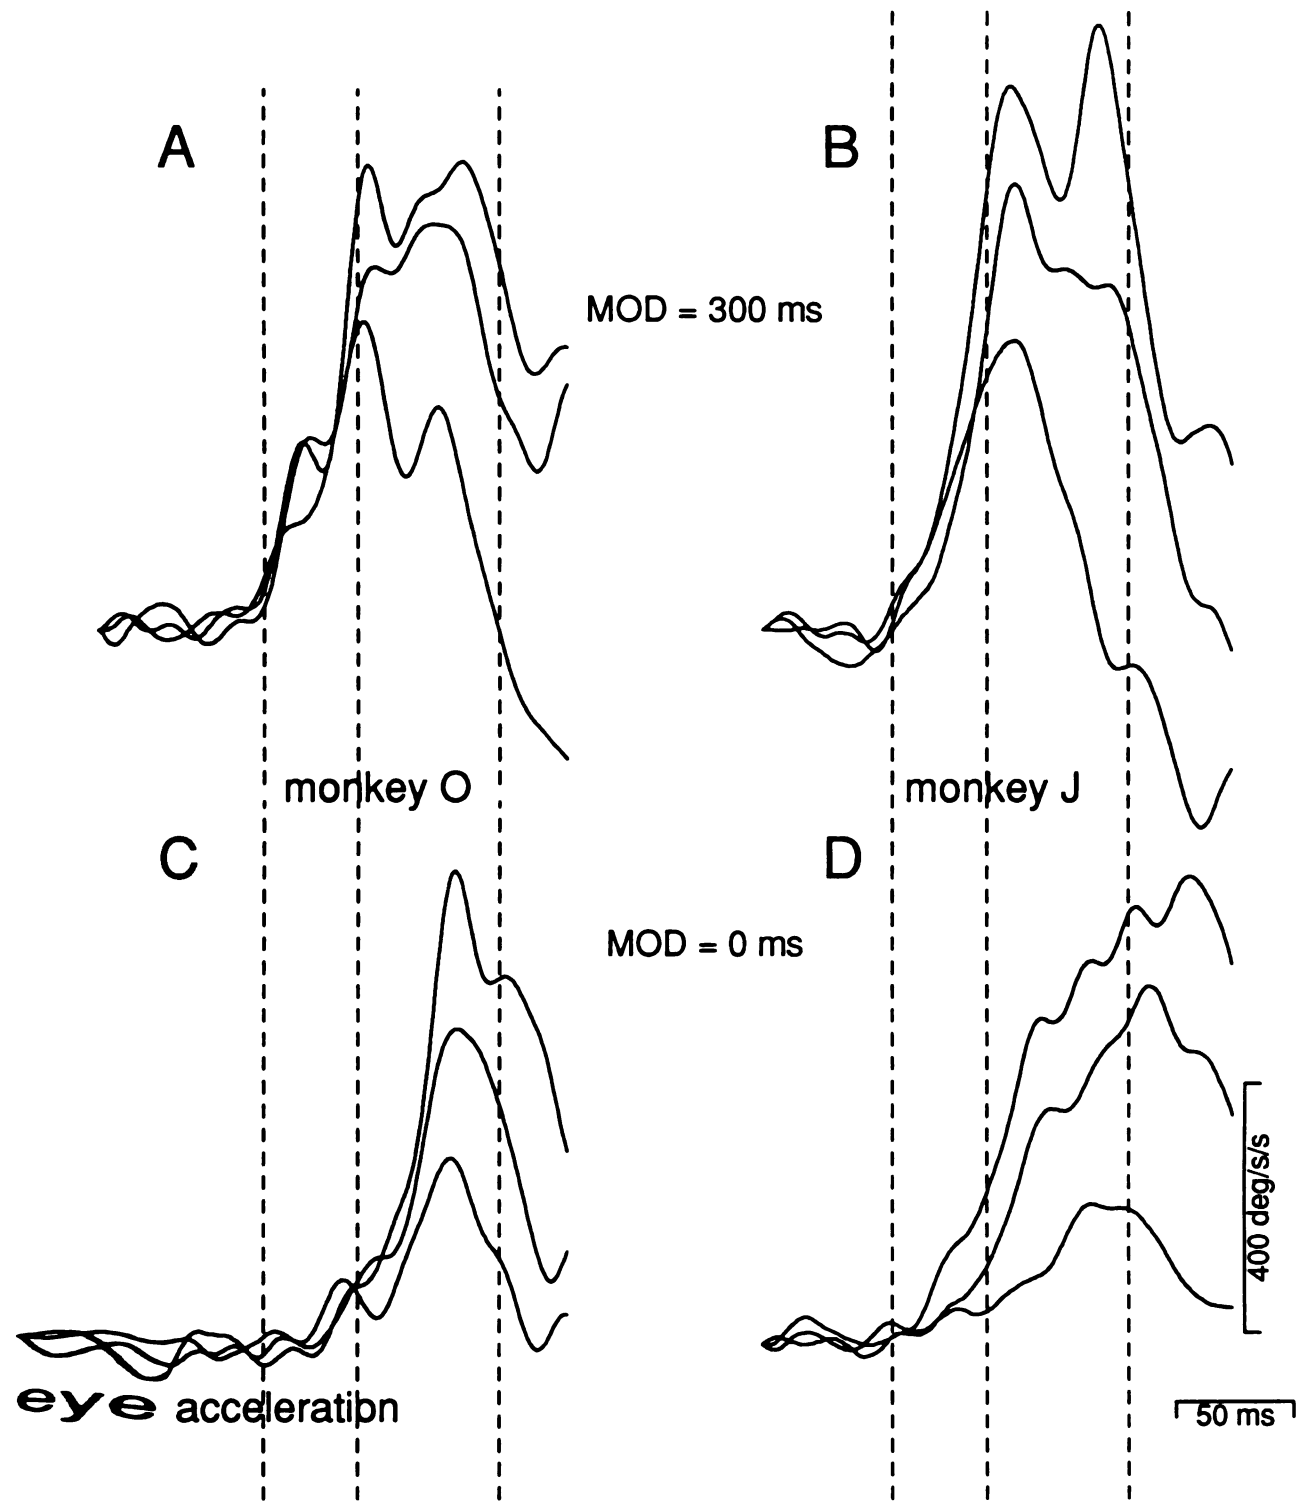 A
B
MOD = 300 ms
monkey O
monkey J
C
D
MOD = 0 ms
400 deg/s/s
eye acceleration
50 ms